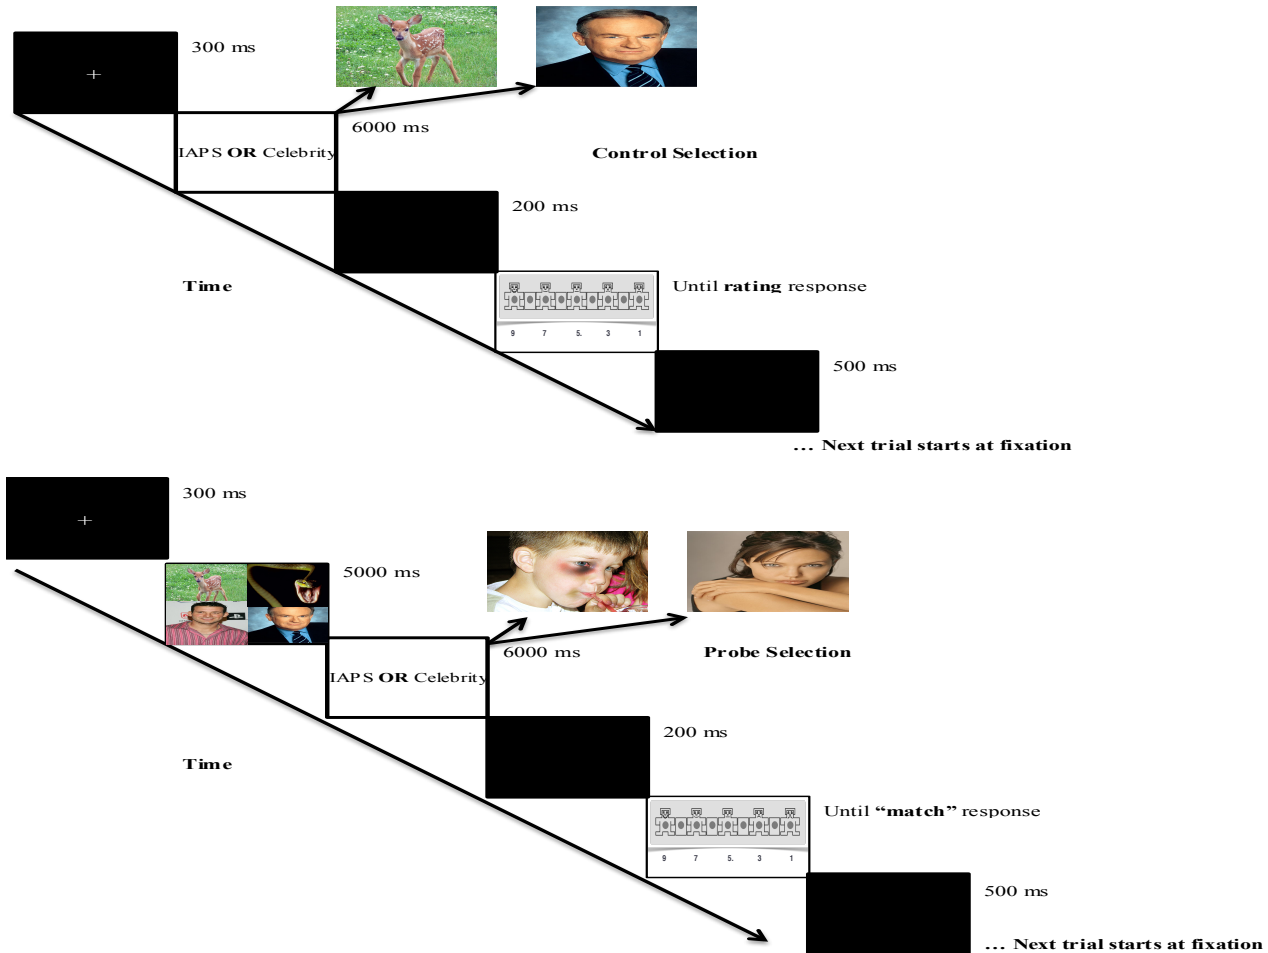 +
300 ms
IAPS OR Celebrity
6000 ms
Control Selection
200 ms
Time
Until rating response
9 7 5. 3 1
500 ms
... Next trial starts at fixation
+
300 ms
5000 ms
IAPS OR Celebrity
6000 ms
Probe Selection
200 ms
Time
Until “match” response
9 7 5. 3 1
500 ms
... Next trial starts at fixation